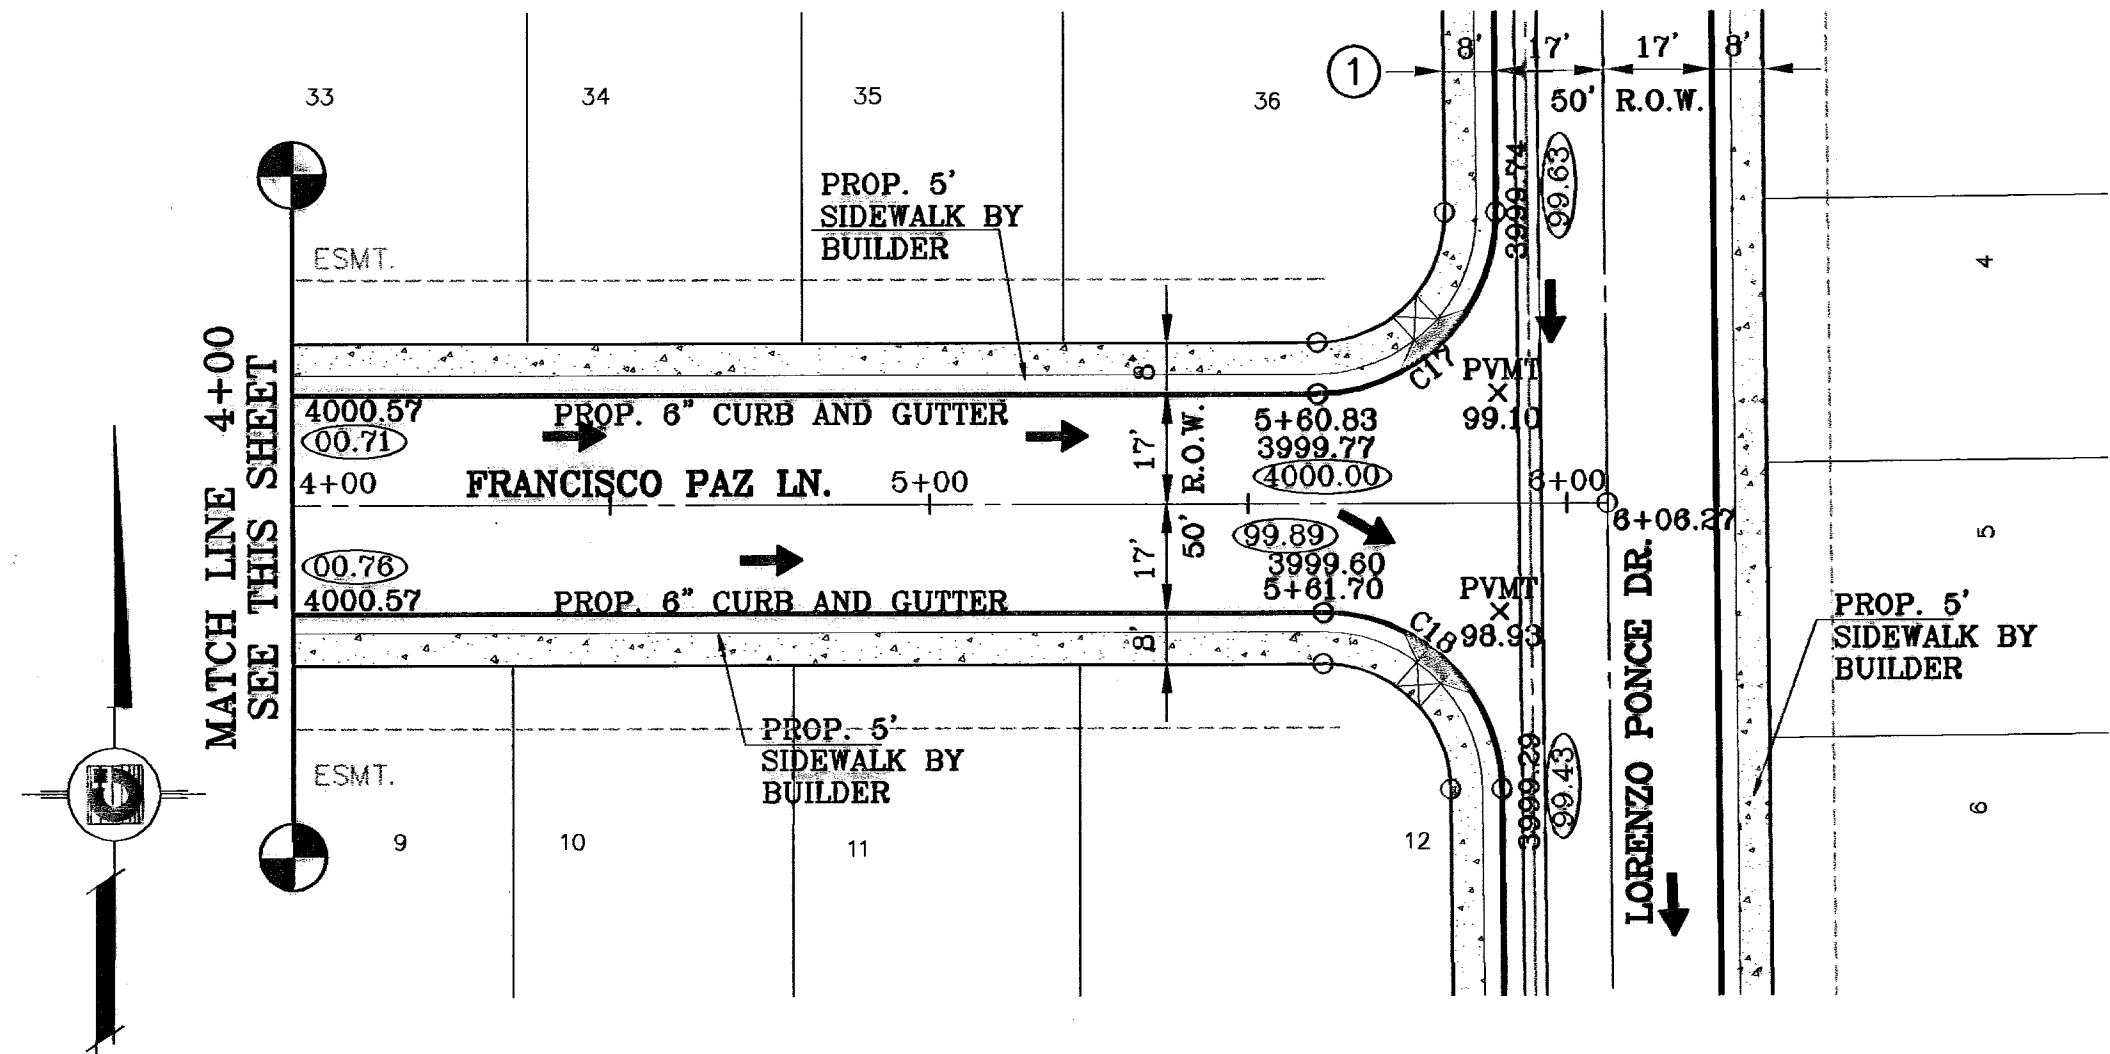 33
34
35
36
1
8'
17'
17'
8'
50' R.O.W.
3999.74
99.63
PROP. 5'
SIDEWALK BY
BUILDER
ESMT.
4
MATCH LINE 4+00
SEE THIS SHEET
8'
C17
PVMT
99.10
4000.57
PROP. 6" CURB AND GUTTER
00.71
17'
R.O.W.
5+60.83
3999.77
4000.00
4+00
FRANCISCO PAZ LN.
5+00
6+00
6+06.27
5
00.76
4000.57
PROP. 6" CURB AND GUTTER
17'
50'
99.89
3999.60
5+61.70
PVMT
98.93
C18
8'
LORENZO PONCE DR.
PROP. 5'
SIDEWALK BY
BUILDER
PROP. 5'
SIDEWALK BY
BUILDER
ESMT.
3999.29
99.43
6
9
10
11
12